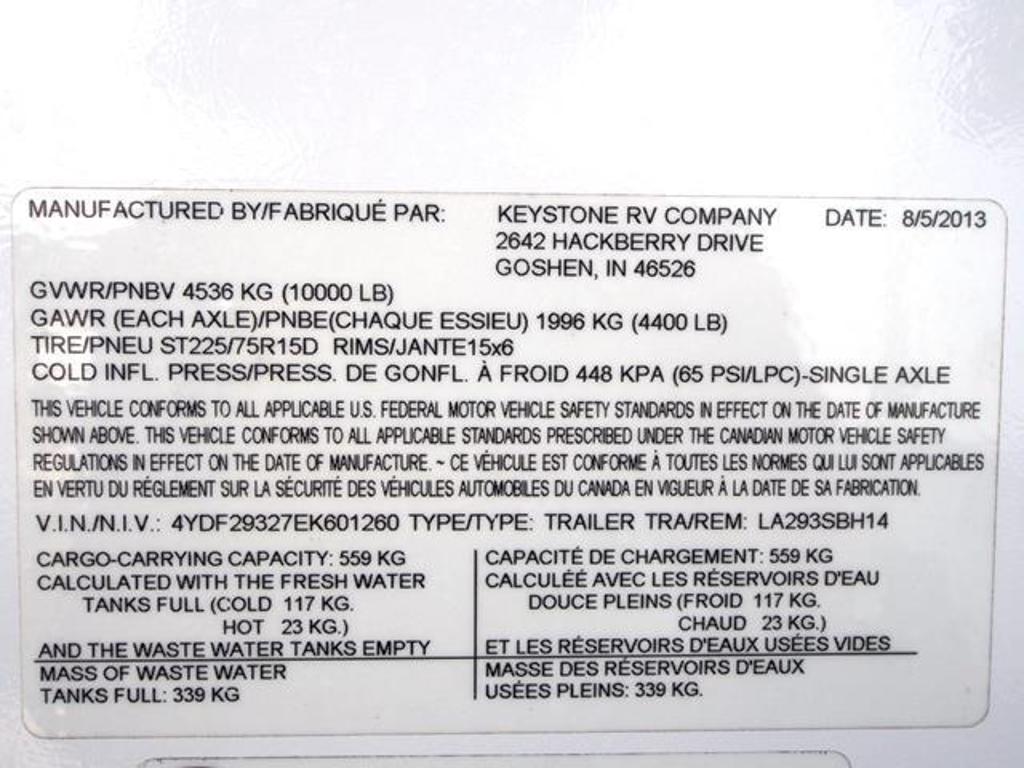 MANUFACTURED BY/FABRIQUÉ PAR: KEYSTONE RV COMPANY DATE: 8/5/2013
2642 HACKBERRY DRIVE
GOSHEN, IN 46526
GVWR/PNBV 4536 KG (10000 LB)
GAWR (EACH AXLE)/PNBE(CHAQUE ESSIEU) 1996 KG (4400 LB)
TIRE/PNEU ST225/75R15D RIMS/JANTE15x6
COLD INFL. PRESS/PRESS. DE GONFL. À FROID 448 KPA (65 PSI/LPC)-SINGLE AXLE
THIS VEHICLE CONFORMS TO ALL APPLICABLE U.S. FEDERAL MOTOR VEHICLE SAFETY STANDARDS IN EFFECT ON THE DATE OF MANUFACTURE
SHOWN ABOVE. THIS VEHICLE CONFORMS TO ALL APPLICABLE STANDARDS PRESCRIBED UNDER THE CANADIAN MOTOR VEHICLE SAFETY
REGULATIONS IN EFFECT ON THE DATE OF MANUFACTURE. ~ CE VÉHICULE EST CONFORME À TOUTES LES NORMES QUI LUI SONT APPLICABLES
EN VERTU DU RÉGLEMENT SUR LA SÉCURITÉ DES VÉHICULES AUTOMOBILES DU CANADA EN VIGUEUR À LA DATE DE SA FABRICATION.
V.I.N./N.I.V.: 4YDF29327EK601260 TYPE/TYPE: TRAILER TRA/REM: LA293SBH14
CARGO-CARRYING CAPACITY: 559 KG
CALCULATED WITH THE FRESH WATER
TANKS FULL (COLD 117 KG.
HOT 23 KG.)
AND THE WASTE WATER TANKS EMPTY
MASS OF WASTE WATER
TANKS FULL: 339 KG
CAPACITÉ DE CHARGEMENT: 559 KG
CALCULÉÉ AVEC LES RÉSERVOIRS D'EAU
DOUCE PLEINS (FROID 117 KG.
CHAUD 23 KG.)
ET LES RÉSERVOIRS D'EAUX USÉES VIDES
MASSE DES RÉSERVOIRS D'EAUX
USÉES PLEINS: 339 KG.